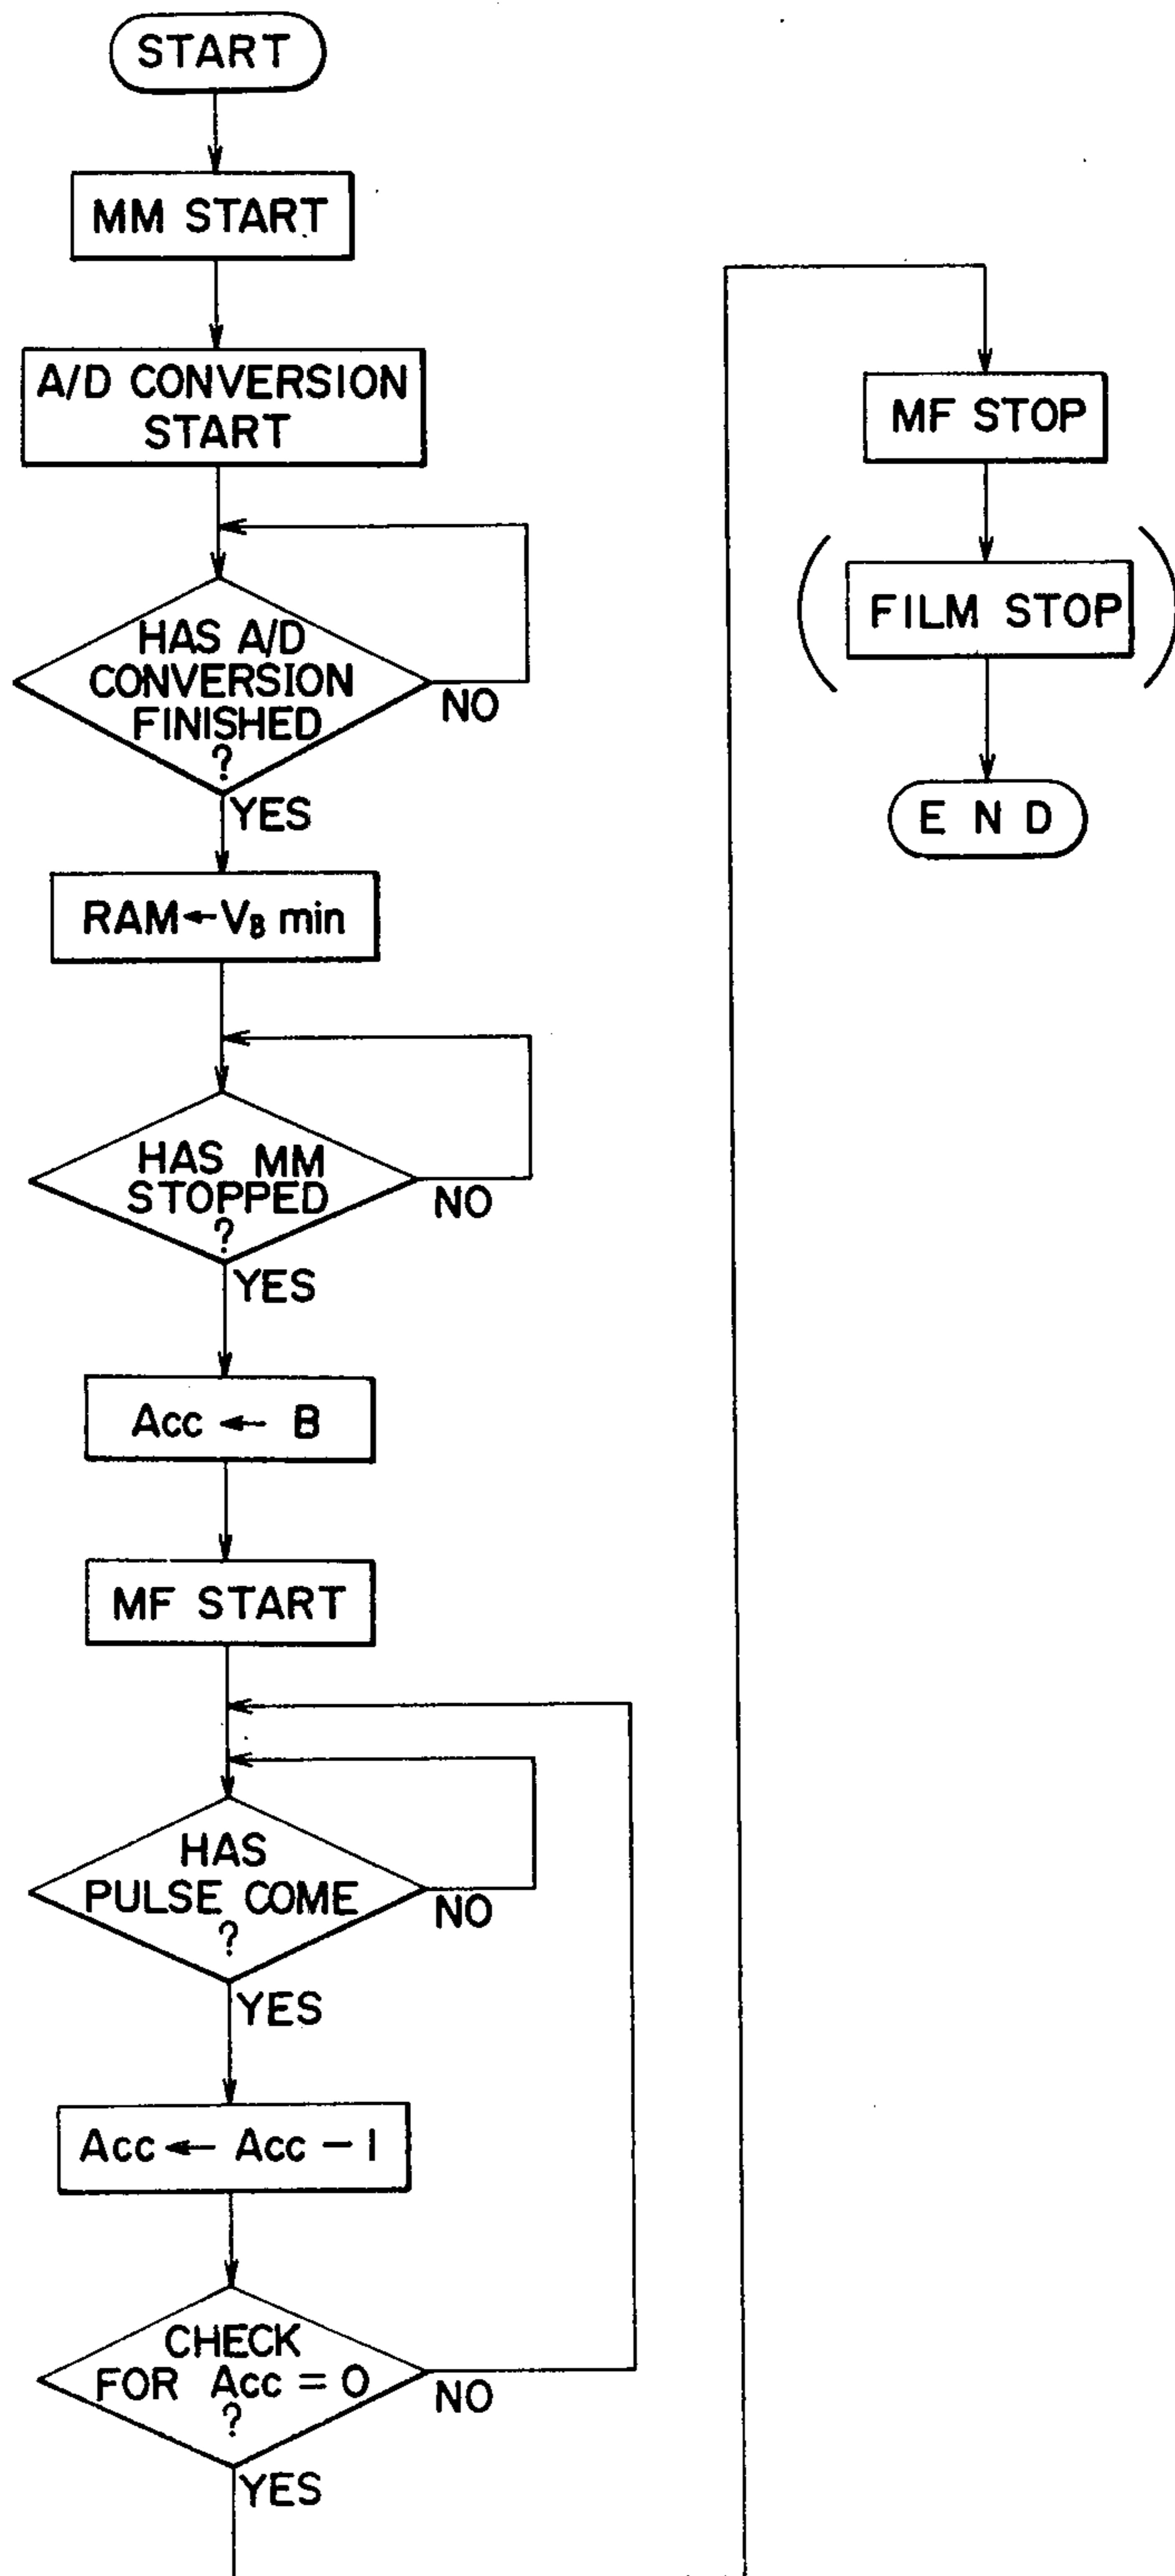 START
MM START
A/D CONVERSION
START
HAS A/D
CONVERSION
FINISHED
?
NO
YES
RAM←VB min
HAS MM
STOPPED
?
NO
YES
Acc ← B
MF START
HAS
PULSE COME
?
NO
YES
Acc ← Acc − 1
CHECK
FOR Acc = 0
?
NO
YES
MF STOP
( FILM STOP )
END